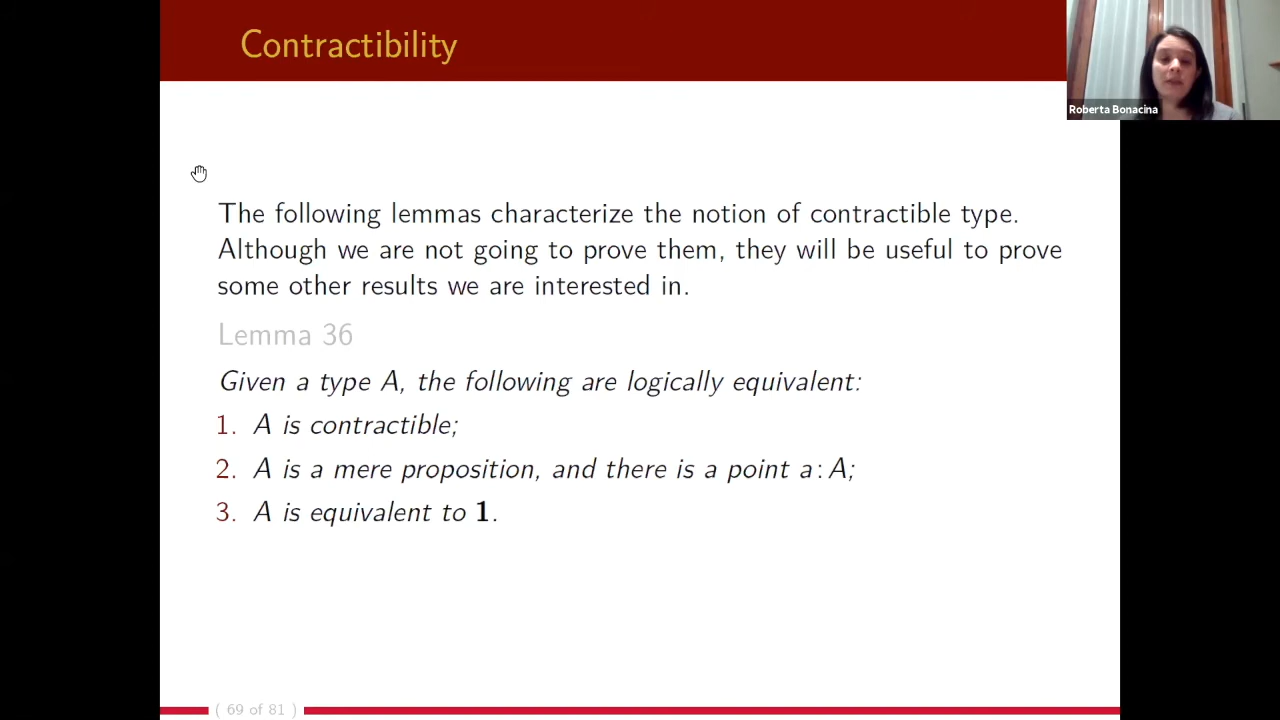 Contractibility
Roberta Bonacina
The following lemmas characterize the notion of contractible type.
Although we are not going to prove them, they will be useful to prove
some other results we are interested in.
Lemma 36
Given a type A, the following are logically equivalent:
1. A is contractible;
2. A is a mere proposition, and there is a point a : A;
3. A is equivalent to 1.
( 69 of 81 )